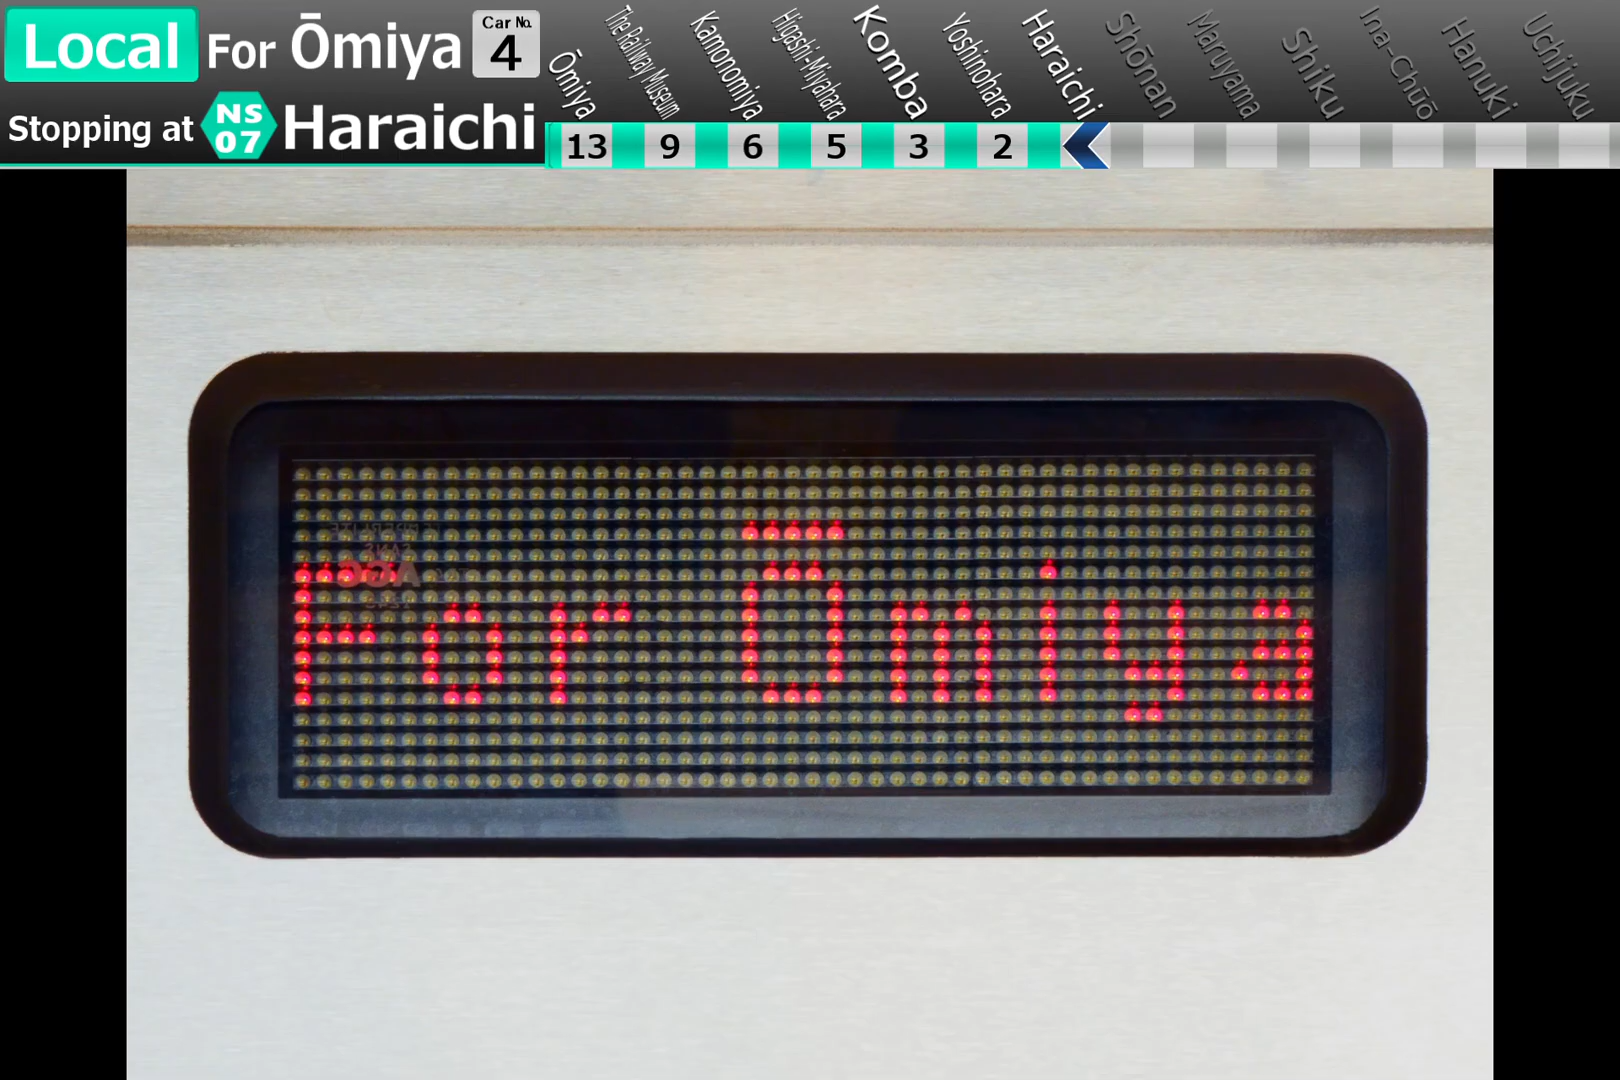 Local For Ōmiya Car No. 4
Stopping at NS 07 Haraichi
Ōmiya
The Railway Museum
Kamonomiya
Higashi-Miyahara
Komba
Yoshinohara
Haraichi
Shōnan
Maruyama
Shiku
Ina-Chūō
Hanuki
Uchijuku
13 9 6 5 3 2
For Ōmiya